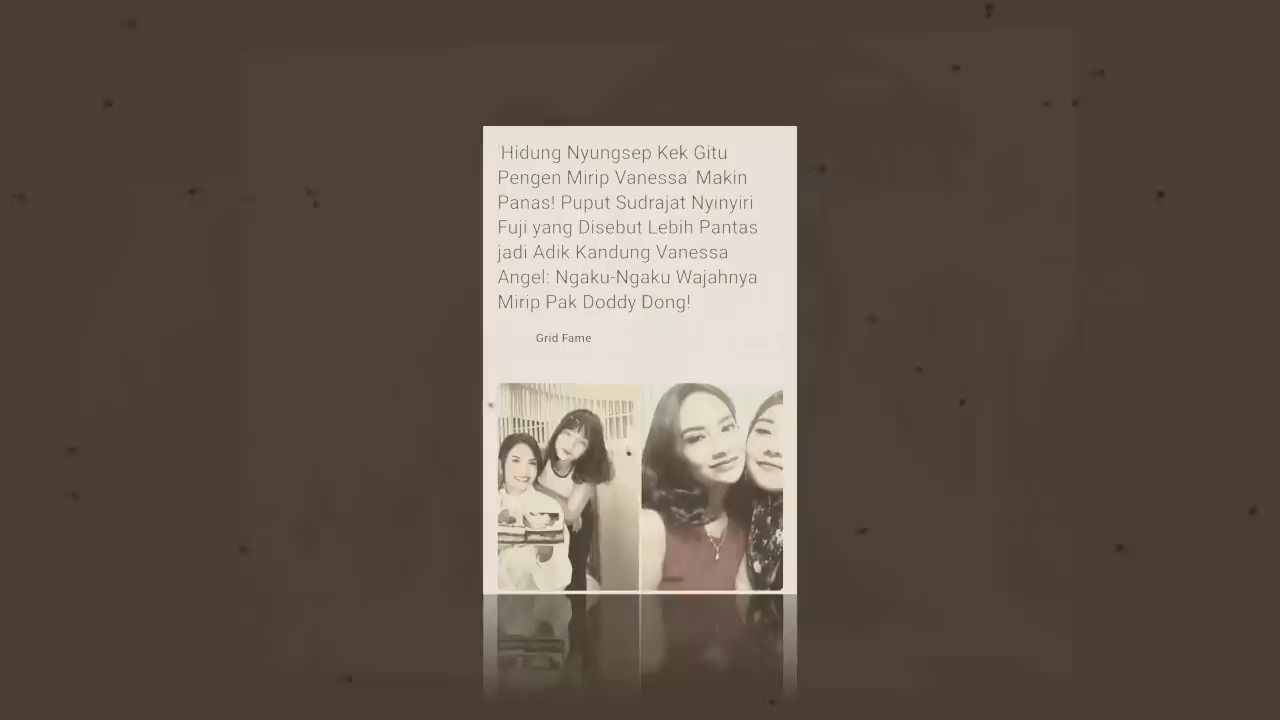 'Hidung Nyungsep Kek Gitu
Pengen Mirip Vanessa' Makin
Panas! Puput Sudrajat Nyinyiri
Fuji yang Disebut Lebih Pantas
jadi Adik Kandung Vanessa
Angel: Ngaku-Ngaku Wajahnya
Mirip Pak Doddy Dong!
Grid Fame